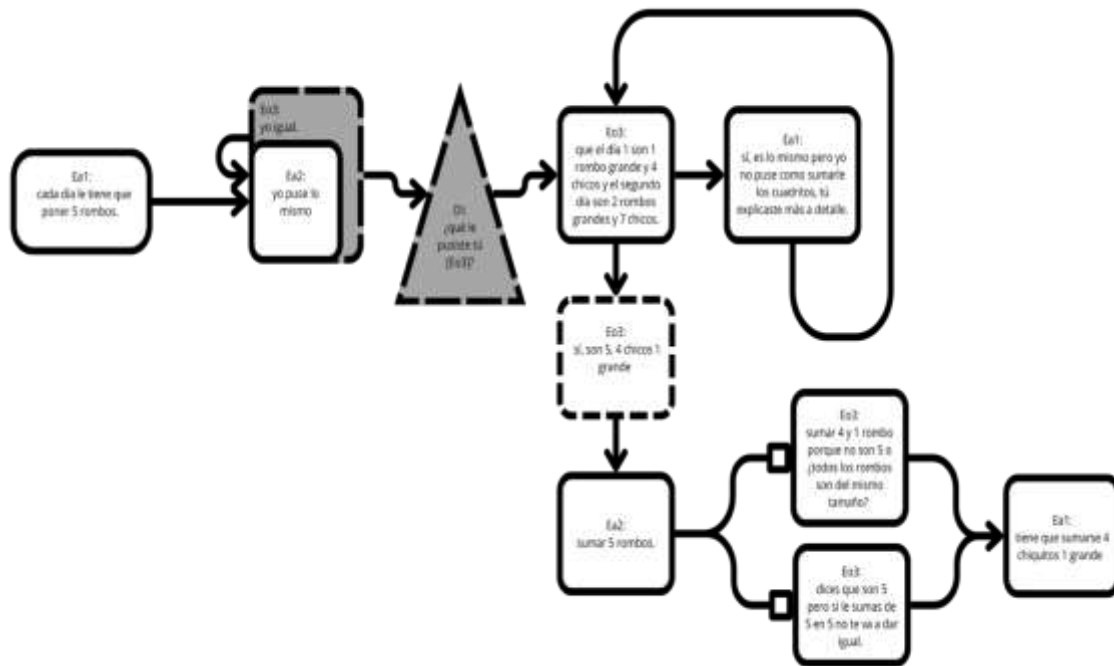 Ea1:
cada día le tiene que
poner 5 rombos.
Eo3:
yo igual.
Ea2:
yo puse lo
mismo
D1:
¿qué le
pusiste tú
(Eo3)?
Eo3:
que el día 1 son 1
rombo grande y 4
chicos y el segundo
día son 2 rombos
grandes y 7 chicos.
Ea1:
sí, es lo mismo pero yo
no puse como sumarle
los cuadritos, tú
explicaste más a detalle.
Eo3:
sí, son 5, 4 chicos 1
grande
Ea2:
sumar 5 rombos.
Eo3:
sumar 4 y 1 rombo
porque no son 5 o
¿todos los rombos
son del mismo
tamaño?
Eo3:
dices que son 5
pero si le sumas de
5 en 5 no te va a dar
igual.
Ea1:
tiene que sumarse 4
chiquitos 1 grande